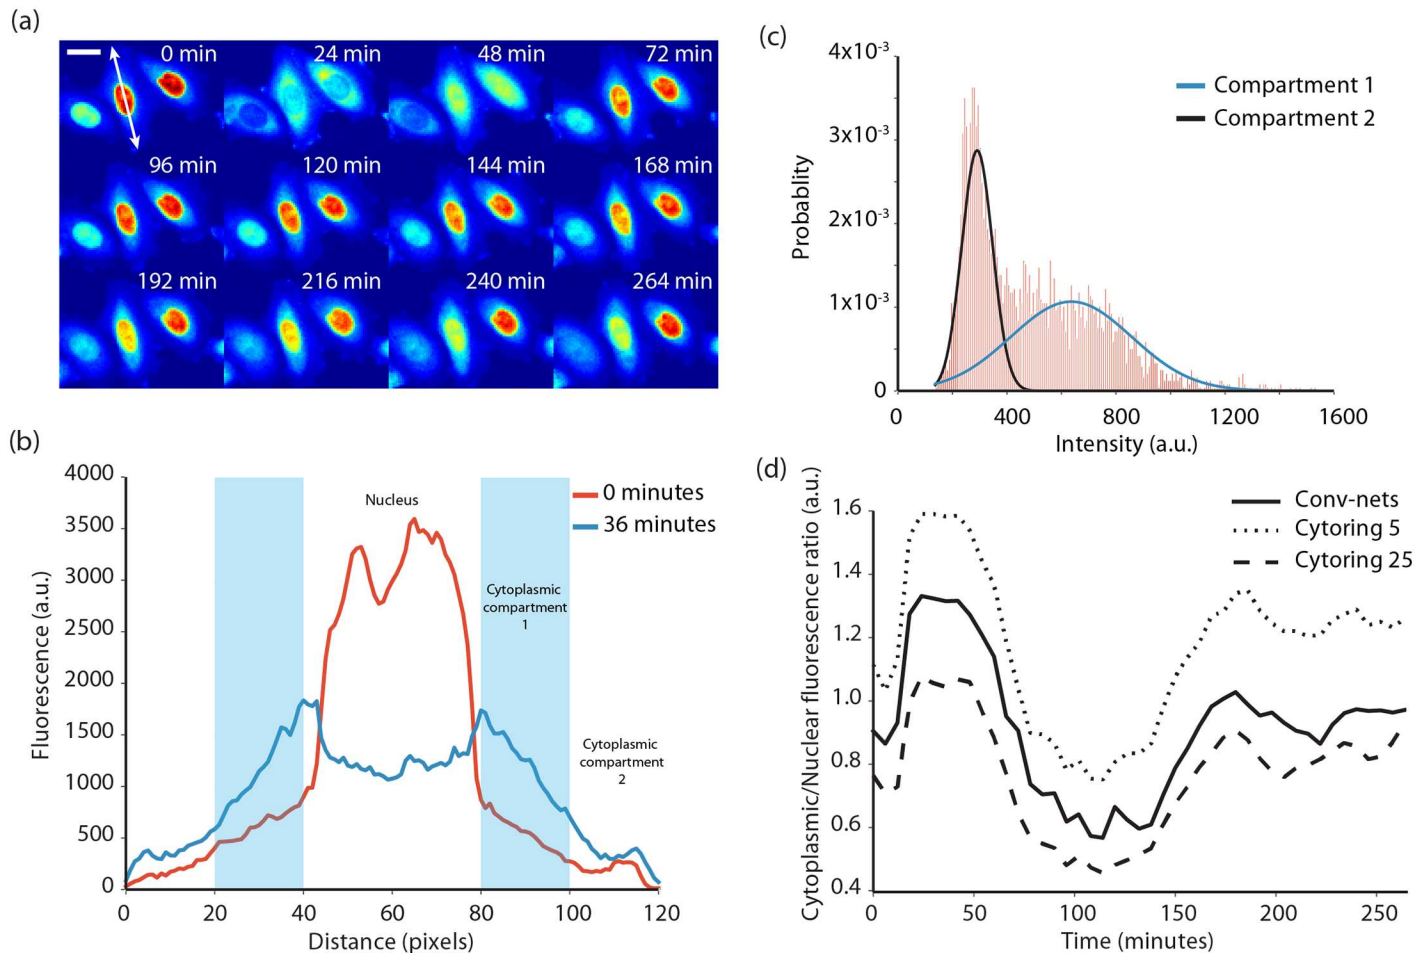 (a)
0 min
24 min
48 min
72 min
96 min
120 min
144 min
168 min
192 min
216 min
240 min
264 min
(b)
4000
3500
3000
2500
2000
1500
1000
500
0
Fluorescence (a.u.)
0
20
40
60
80
100
120
Distance (pixels)
Nucleus
0 minutes
36 minutes
Cytoplasmic
compartment
1
Cytoplasmic
compartment
2
(c)
4x10-3
3x10-3
2x10-3
1x10-3
0
Probablity
0
400
800
1200
1600
Intensity (a.u.)
Compartment 1
Compartment 2
(d)
1.6
1.4
1.2
1.0
0.8
0.6
0.4
Cytoplasmic/Nuclear fluorescence ratio (a.u.)
0
50
100
150
200
250
Time (minutes)
Conv-nets
Cytoring 5
Cytoring 25